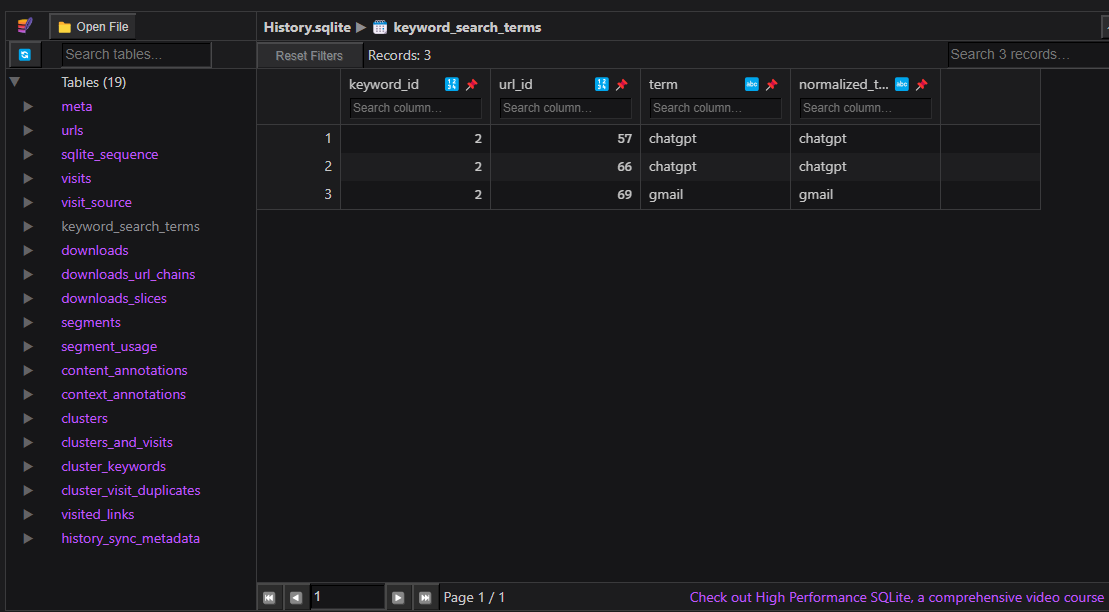 Open File
History.sqlite ▶ keyword_search_terms
Search tables...
Reset Filters Records: 3 Search 3 records...
Tables (19)
meta
urls
sqlite_sequence
visits
visit_source
keyword_search_terms
downloads
downloads_url_chains
downloads_slices
segments
segment_usage
content_annotations
context_annotations
clusters
clusters_and_visits
cluster_keywords
cluster_visit_duplicates
visited_links
history_sync_metadata
keyword_id url_id term abc normalized_t... abc
Search column... Search column... Search column... Search column...
1 2 57 chatgpt chatgpt
2 2 66 chatgpt chatgpt
3 2 69 gmail gmail
1 Page 1 / 1 Check out High Performance SQLite, a comprehensive video course